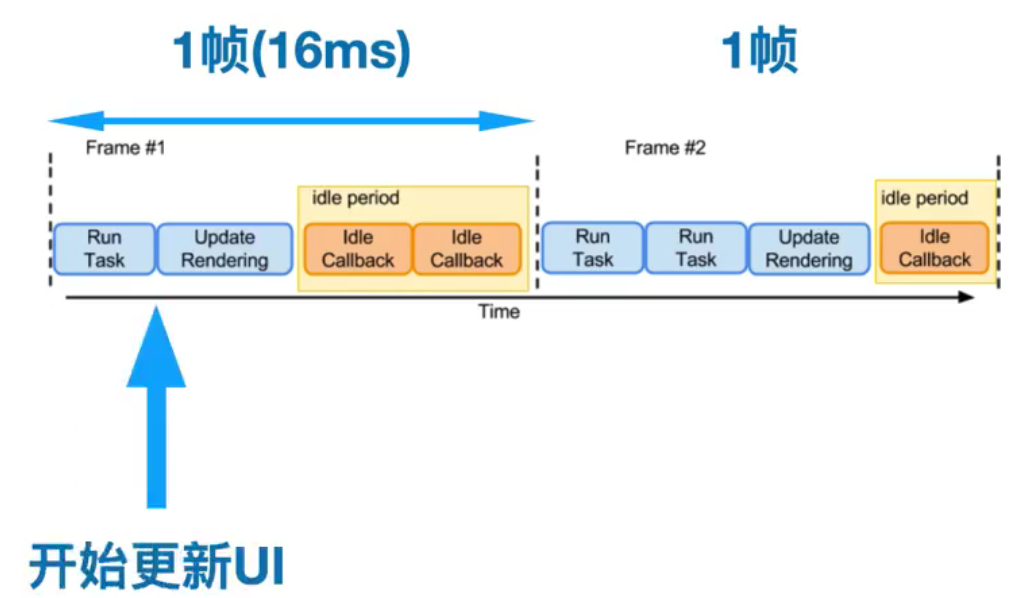 1帧(16ms)
1帧
Frame #1
Frame #2
idle period
idle period
Run
Task
Update
Rendering
Idle
Callback
Idle
Callback
Run
Task
Run
Task
Update
Rendering
Idle
Callback
Time
开始更新UI